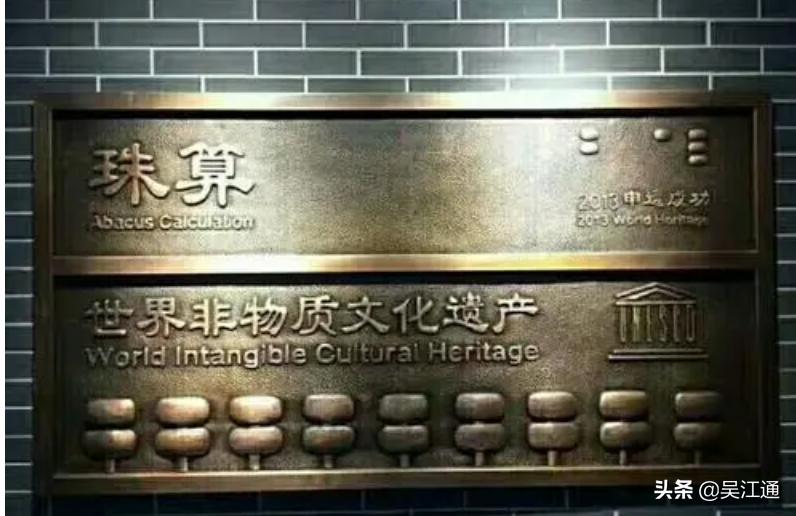 珠算
Abacus Calculation
2013申遗成功
2013 World Heritage
世界非物质文化遗产
World Intangible Cultural Heritage
UNESCO
头条 @吴江通